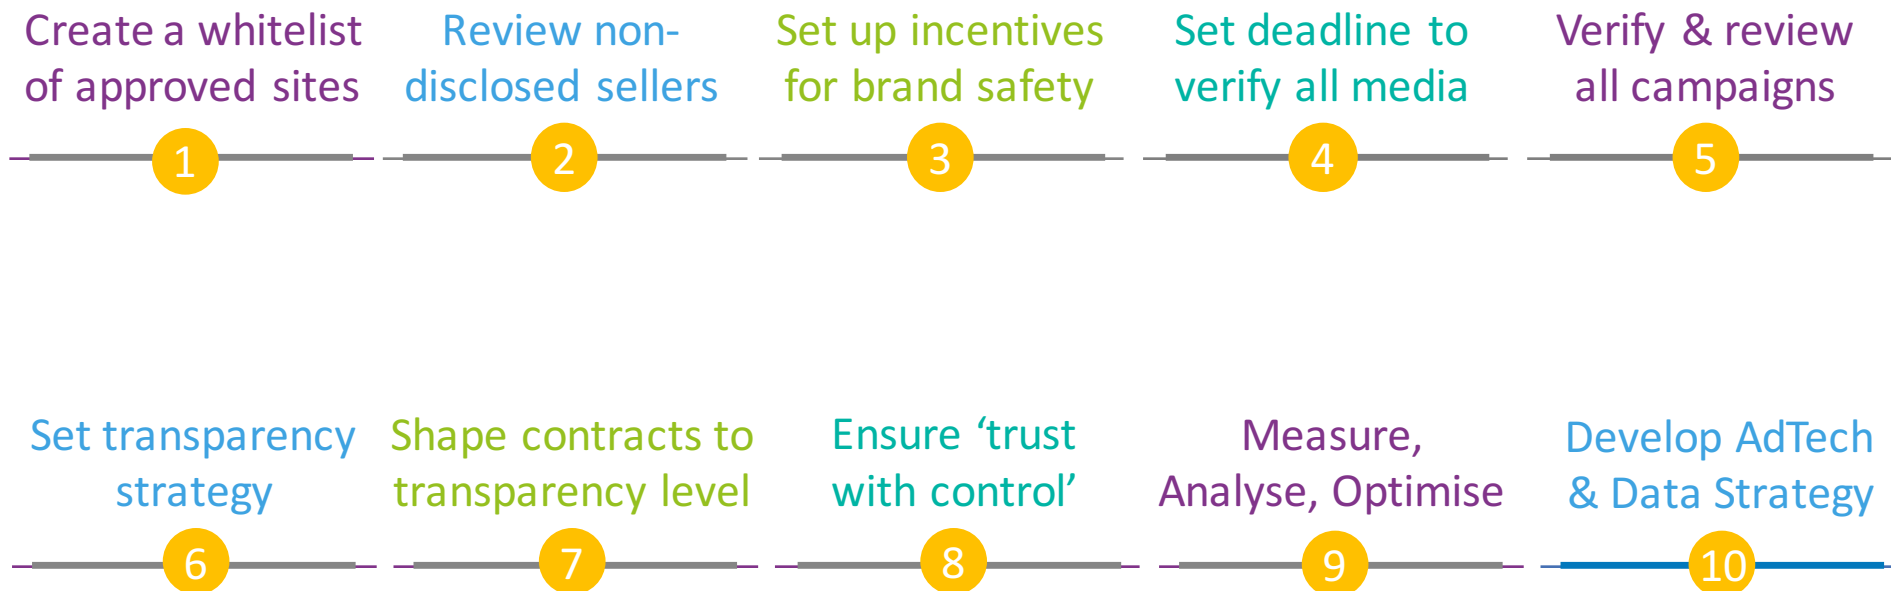 Create a whitelist
of approved sites
1
Review non-
disclosed sellers
2
Set up incentives
for brand safety
3
Set deadline to
verify all media
4
Verify & review
all campaigns
5
Set transparency
strategy
6
Shape contracts to
transparency level
7
Ensure ‘trust
with control’
8
Measure,
Analyse, Optimise
9
Develop AdTech
& Data Strategy
10